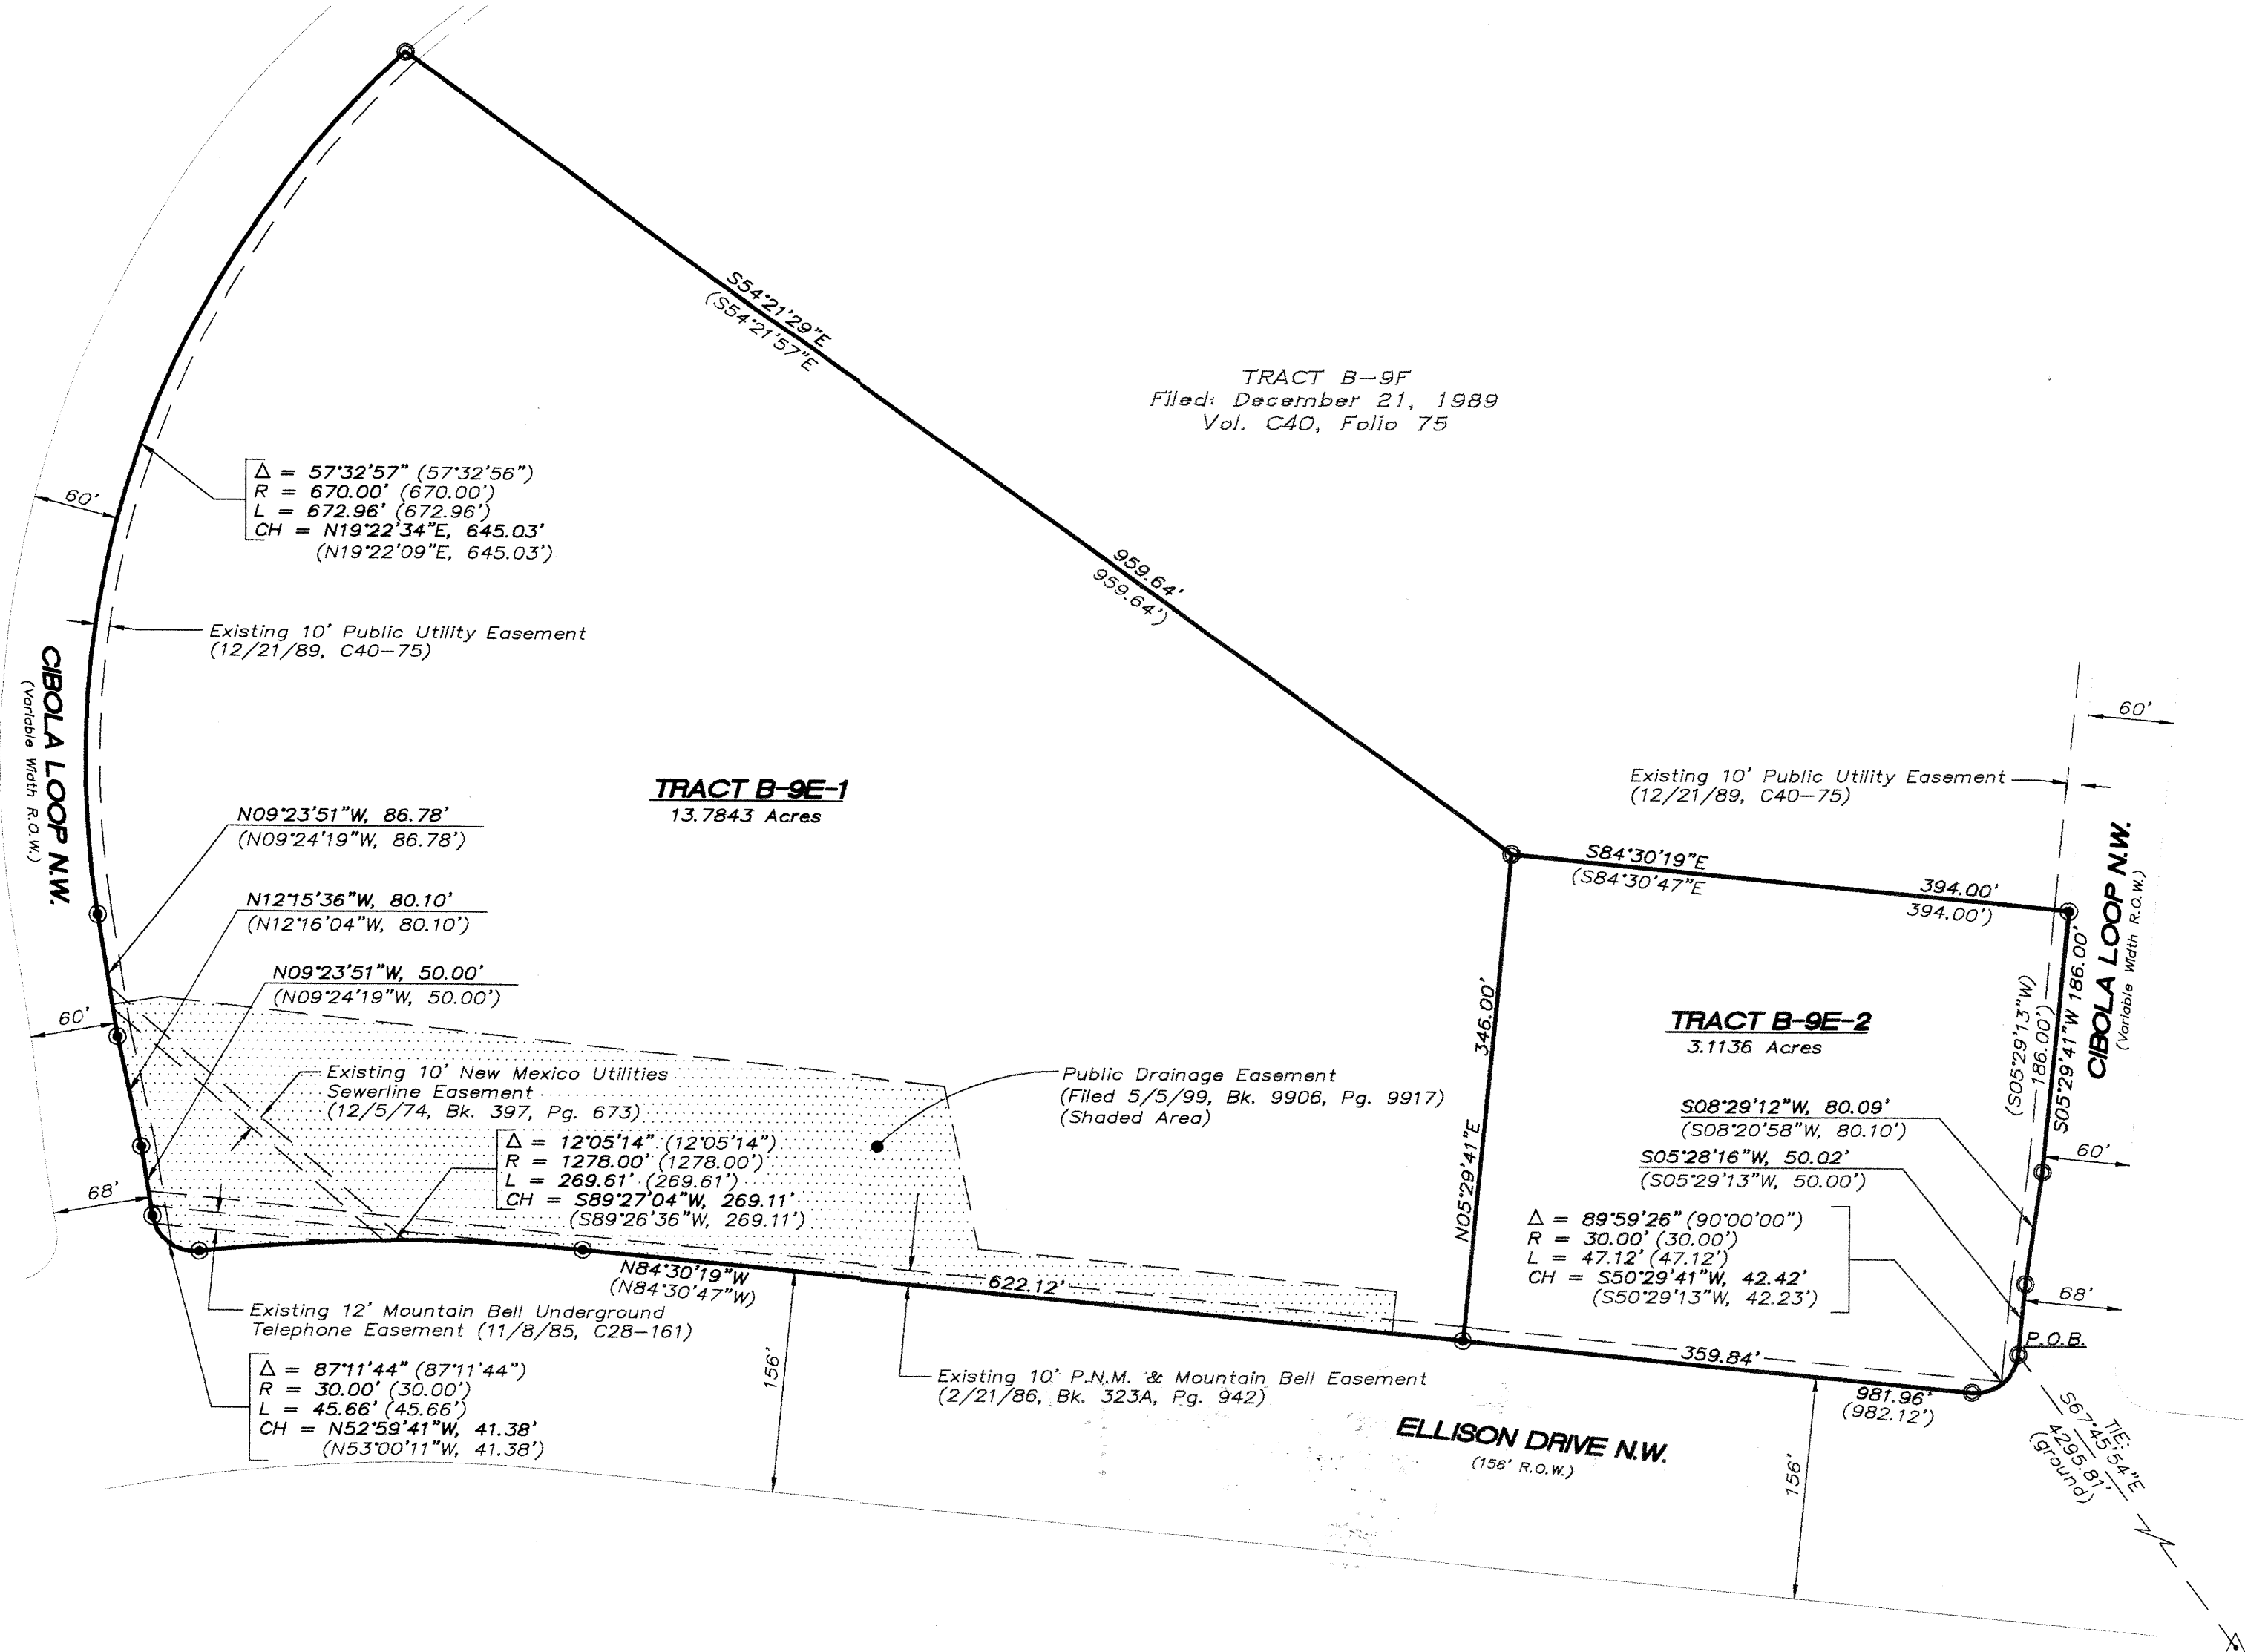 S54°21'29"E
(S54°21'57"E
959.64'
959.64')
TRACT B-9F
Filed: December 21, 1989
Vol. C40, Folio 75
Δ = 57°32'57" (57°32'56")
R = 670.00' (670.00')
L = 672.96' (672.96')
CH = N19°22'34"E, 645.03'
(N19°22'09"E, 645.03')
60'
Existing 10' Public Utility Easement
(12/21/89, C40-75)
CIBOLA LOOP N.W.
(Variable Width R.O.W.)
TRACT B-9E-1
13.7843 Acres
N09°23'51"W, 86.78'
(N09°24'19"W, 86.78')
N12°15'36"W, 80.10'
(N12°16'04"W, 80.10')
N09°23'51"W, 50.00'
(N09°24'19"W, 50.00')
60'
68'
Existing 10' New Mexico Utilities
Sewerline Easement
(12/5/74, Bk. 397, Pg. 673)
Δ = 12°05'14" (12°05'14")
R = 1278.00' (1278.00')
L = 269.61' (269.61')
CH = S89°27'04"W, 269.11'
(S89°26'36"W, 269.11')
Public Drainage Easement
(Filed 5/5/99, Bk. 9906, Pg. 9917)
(Shaded Area)
N84°30'19"W
(N84°30'47"W)
622.12'
Existing 12' Mountain Bell Underground
Telephone Easement (11/8/85, C28-161)
Δ = 87°11'44" (87°11'44")
R = 30.00' (30.00')
L = 45.66' (45.66')
CH = N52°59'41"W, 41.38'
(N53°00'11"W, 41.38')
156'
Existing 10' P.N.M. & Mountain Bell Easement
(2/21/86, Bk. 323A, Pg. 942)
346.00'
N05°29'41"E
Existing 10' Public Utility Easement
(12/21/89, C40-75)
60'
S84°30'19"E
(S84°30'47"E
394.00'
394.00')
CIBOLA LOOP N.W.
(Variable Width R.O.W.)
(S05°29'13"W)
186.00')
S05°29'41"W 186.00'
TRACT B-9E-2
3.1136 Acres
S08°29'12"W, 80.09'
(S08°20'58"W, 80.10')
S05°28'16"W, 50.02'
(S05°29'13"W, 50.00')
60'
Δ = 89°59'26" (90°00'00")
R = 30.00' (30.00')
L = 47.12' (47.12')
CH = S50°29'41"W, 42.42'
(S50°29'13"W, 42.23')
68'
P.O.B.
359.84'
981.96'
(982.12')
ELLISON DRIVE N.W.
(156' R.O.W.)
156'
TIE:
S67°45'54"E
4295.81'
(ground)